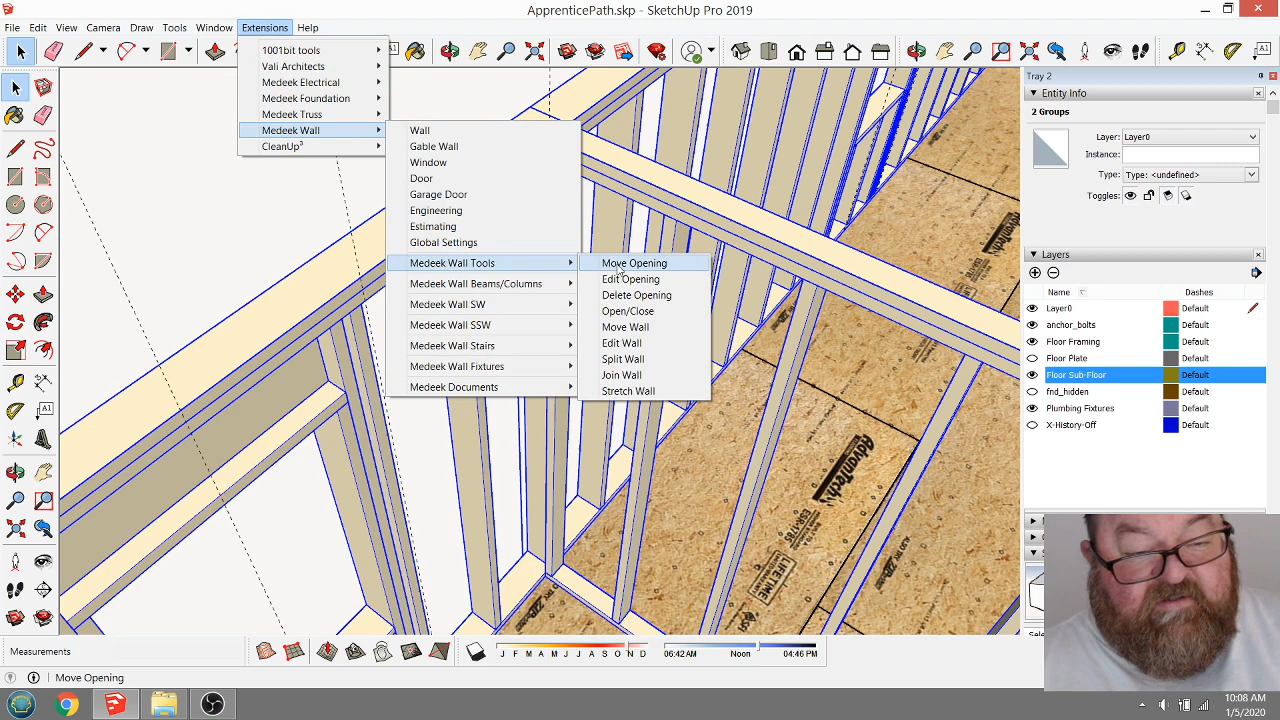 ApprenticePath.skp - SketchUp Pro 2019
File Edit View Camera Draw Tools Window Extensions Help
1001bit tools
Vali Architects
Medeek Electrical
Medeek Foundation
Medeek Truss
Medeek Wall
CleanUp³
Wall
Gable Wall
Window
Door
Garage Door
Engineering
Estimating
Global Settings
Medeek Wall Tools
Medeek Wall Beams/Columns
Medeek Wall SW
Medeek Wall SSW
Medeek Wall Stairs
Medeek Wall Fixtures
Medeek Documents
Move Opening
Edit Opening
Delete Opening
Open/Close
Move Wall
Edit Wall
Split Wall
Join Wall
Stretch Wall
Tray 2
Entity Info
2 Groups
Layer: Layer0
Instance:
Type: Type: <undefined>
Toggles:
Layers
Name Dashes
Layer0 Default
anchor_bolts Default
Floor Framing Default
Floor Plate Default
Floor Sub-Floor Default
fnd_hidden Default
Plumbing Fixtures Default
X-History-Off Default
ADVANTECH
ESR-1785
LIFETIME
J F M A M J J A S O N D
06:42 AM Noon 04:46 PM
Measurements
Move Opening
10:08 AM
1/5/2020